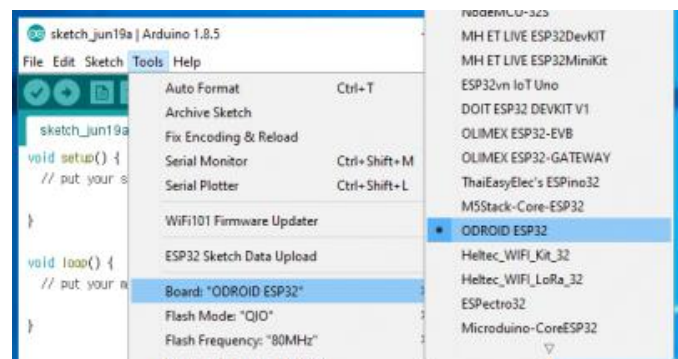 sketch_jun19a | Arduino 1.8.5
File Edit Sketch Tools Help
sketch_jun19a
void setup() {
// put your s
}
void loop() {
// put your m
}
Auto Format Ctrl+T
Archive Sketch
Fix Encoding & Reload
Serial Monitor Ctrl+Shift+M
Serial Plotter Ctrl+Shift+L
WiFi101 Firmware Updater
ESP32 Sketch Data Upload
Board: "ODROID ESP32"
Flash Mode: "QIO"
Flash Frequency: "80MHz"
NodeMCU-32S
MH ET LIVE ESP32DevKIT
MH ET LIVE ESP32MiniKit
ESP32vn IoT Uno
DOIT ESP32 DEVKIT V1
OLIMEX ESP32-EVB
OLIMEX ESP32-GATEWAY
ThaiEasyElec's ESPino32
M5Stack-Core-ESP32
ODROID ESP32
Heltec_WIFI_Kit_32
Heltec_WIFI_LoRa_32
ESPectro32
Microduino-CoreESP32